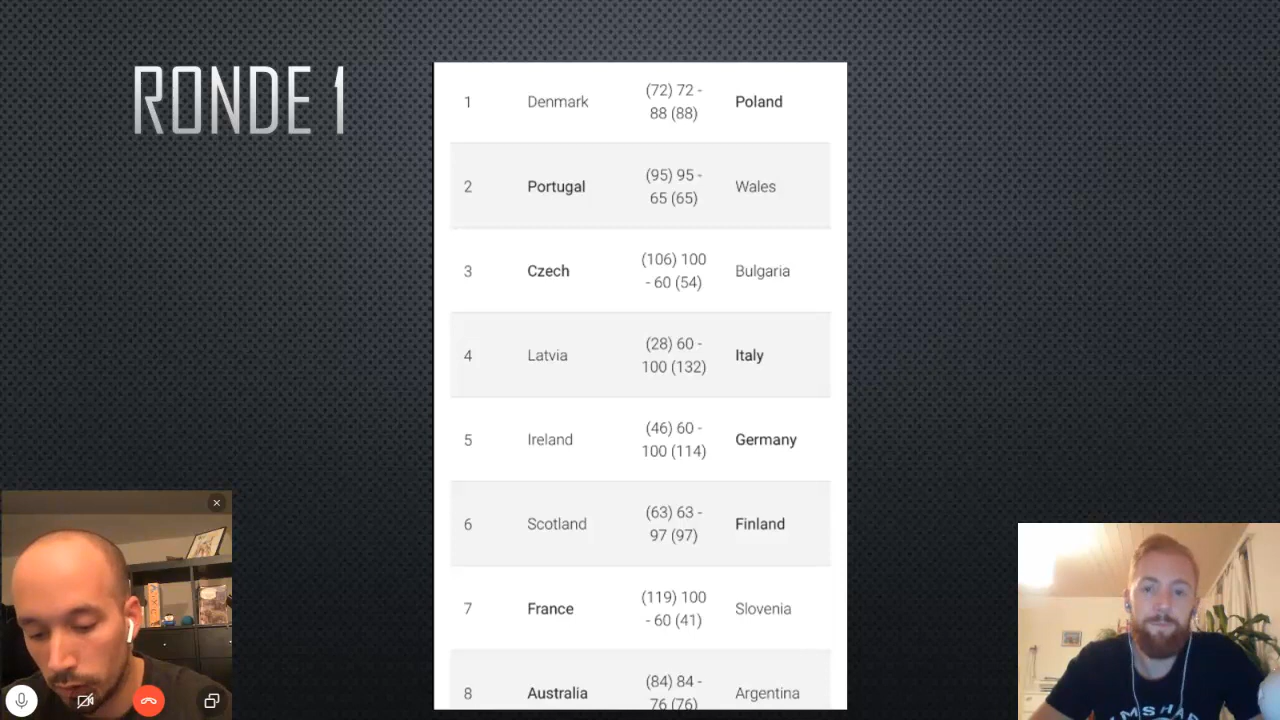 RONDE 1
1 Denmark (72) 72 - 88 (88) Poland
2 Portugal (95) 95 - 65 (65) Wales
3 Czech (106) 100 - 60 (54) Bulgaria
4 Latvia (28) 60 - 100 (132) Italy
5 Ireland (46) 60 - 100 (114) Germany
6 Scotland (63) 63 - 97 (97) Finland
7 France (119) 100 - 60 (41) Slovenia
8 Australia (84) 84 - 76 (76) Argentina